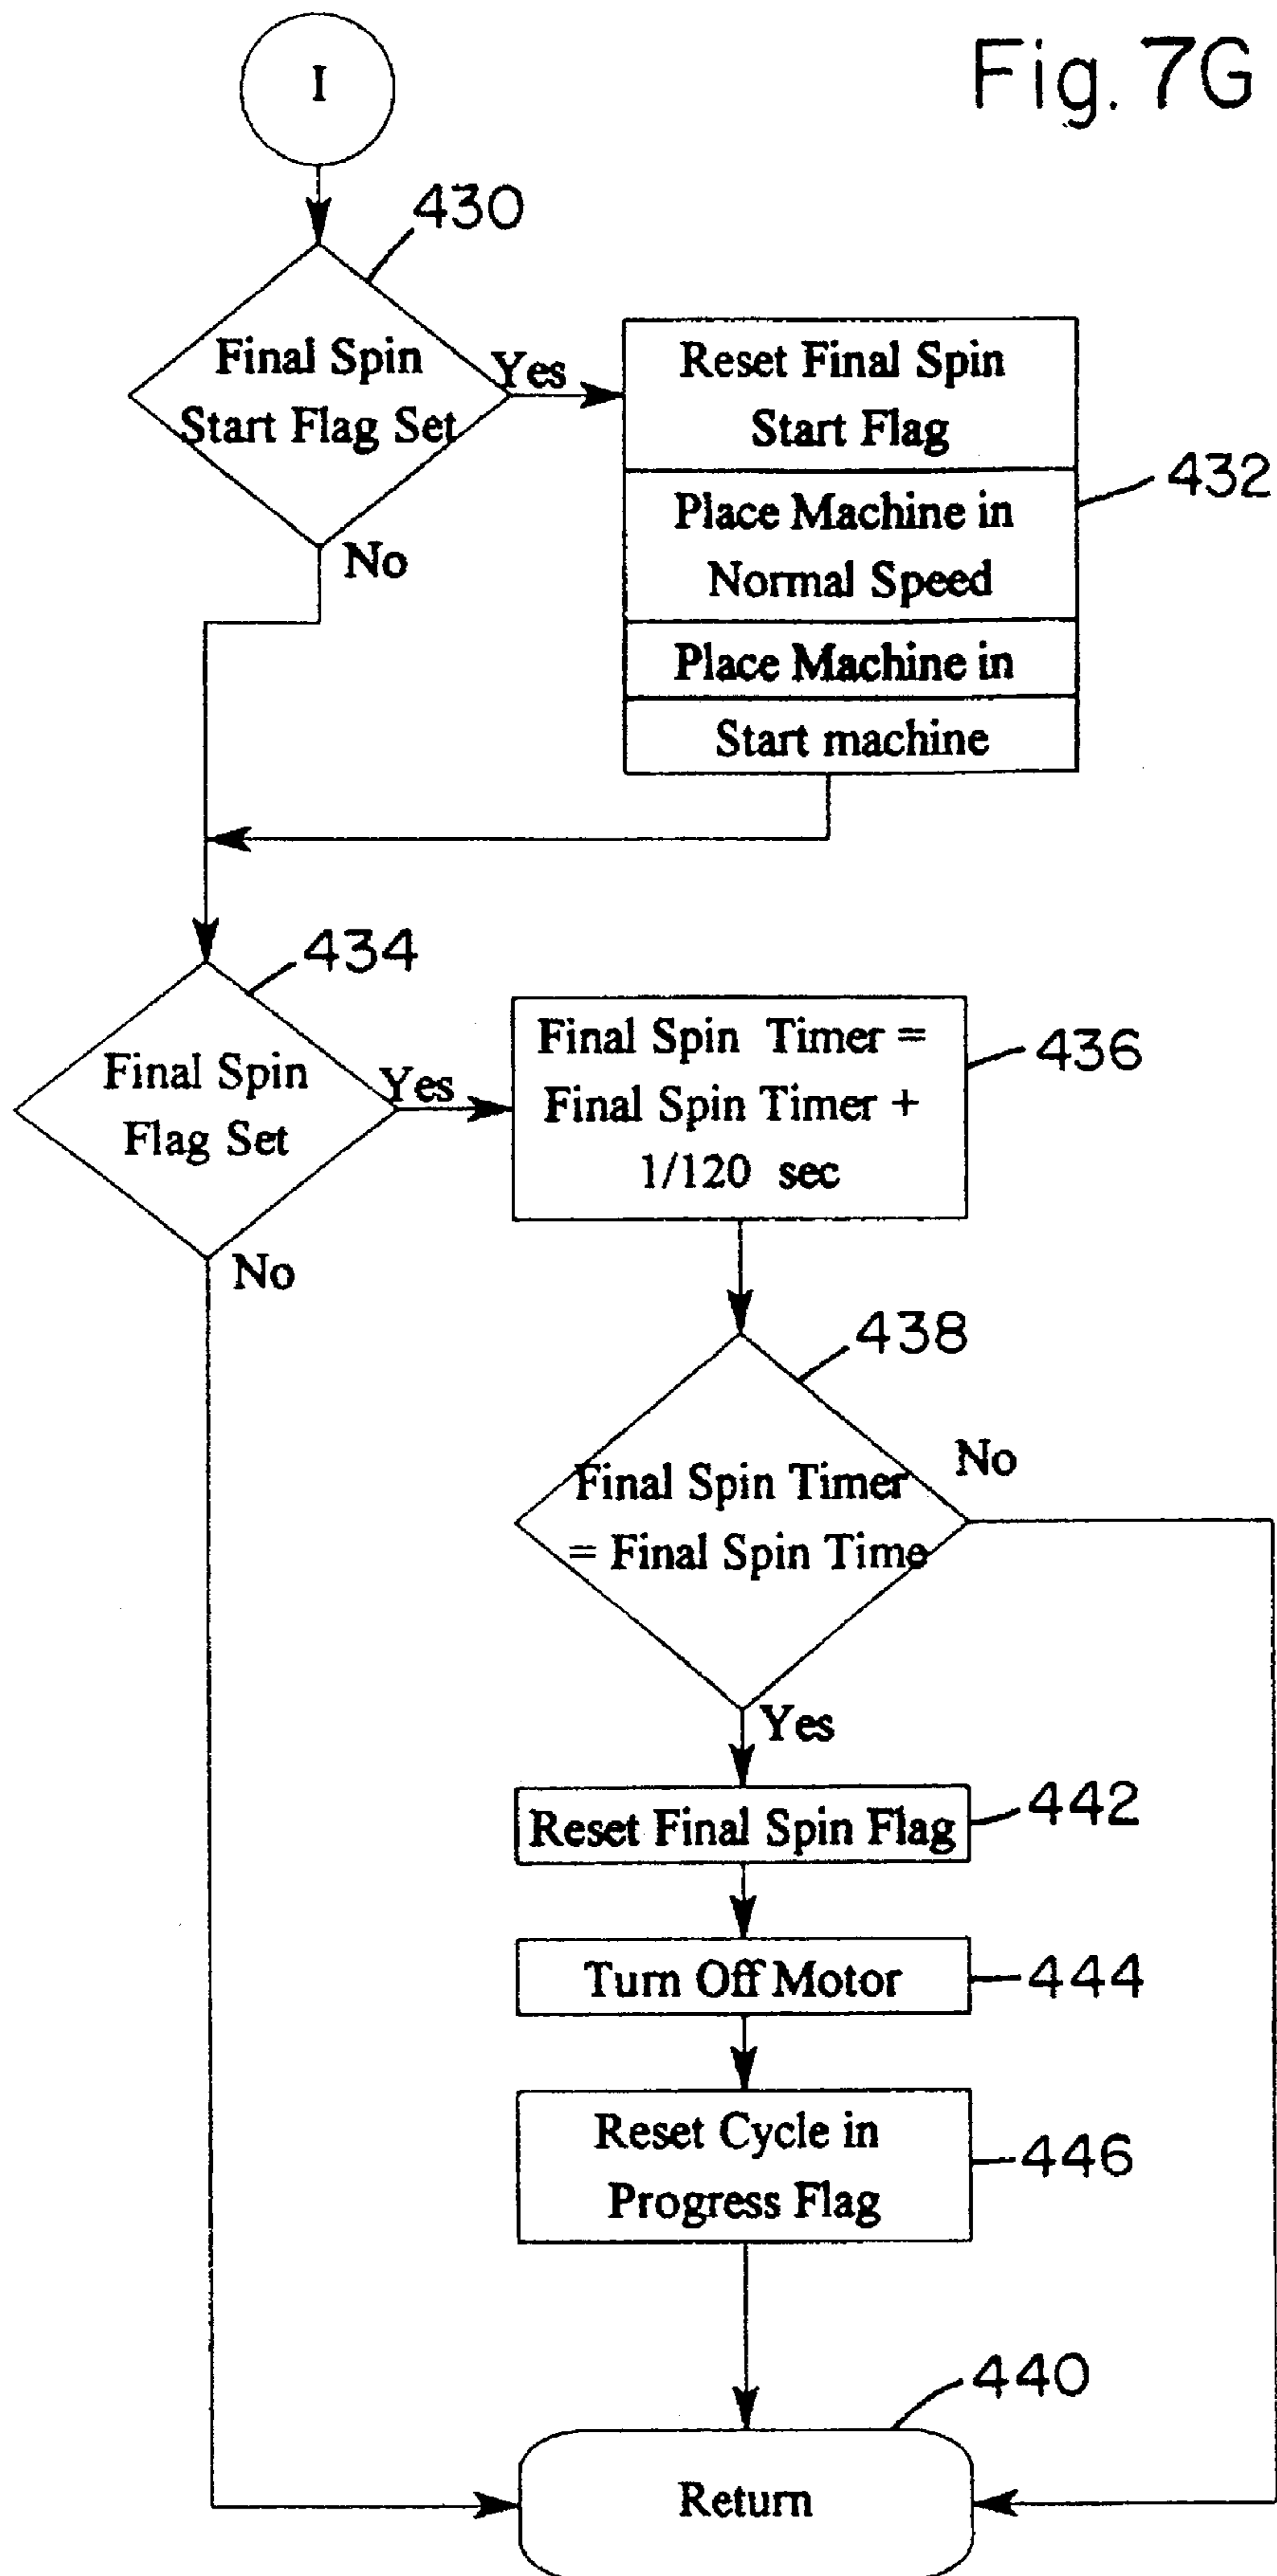 Fig. 7G
I
430
Final Spin
Start Flag Set
Yes
No
Reset Final Spin
Start Flag
Place Machine in
Normal Speed
Place Machine in
Start machine
432
434
Final Spin
Flag Set
Yes
No
Final Spin Timer =
Final Spin Timer +
1/120 sec
436
438
Final Spin Timer
= Final Spin Time
No
Yes
Reset Final Spin Flag
442
Turn Off Motor
444
Reset Cycle in
Progress Flag
446
440
Return